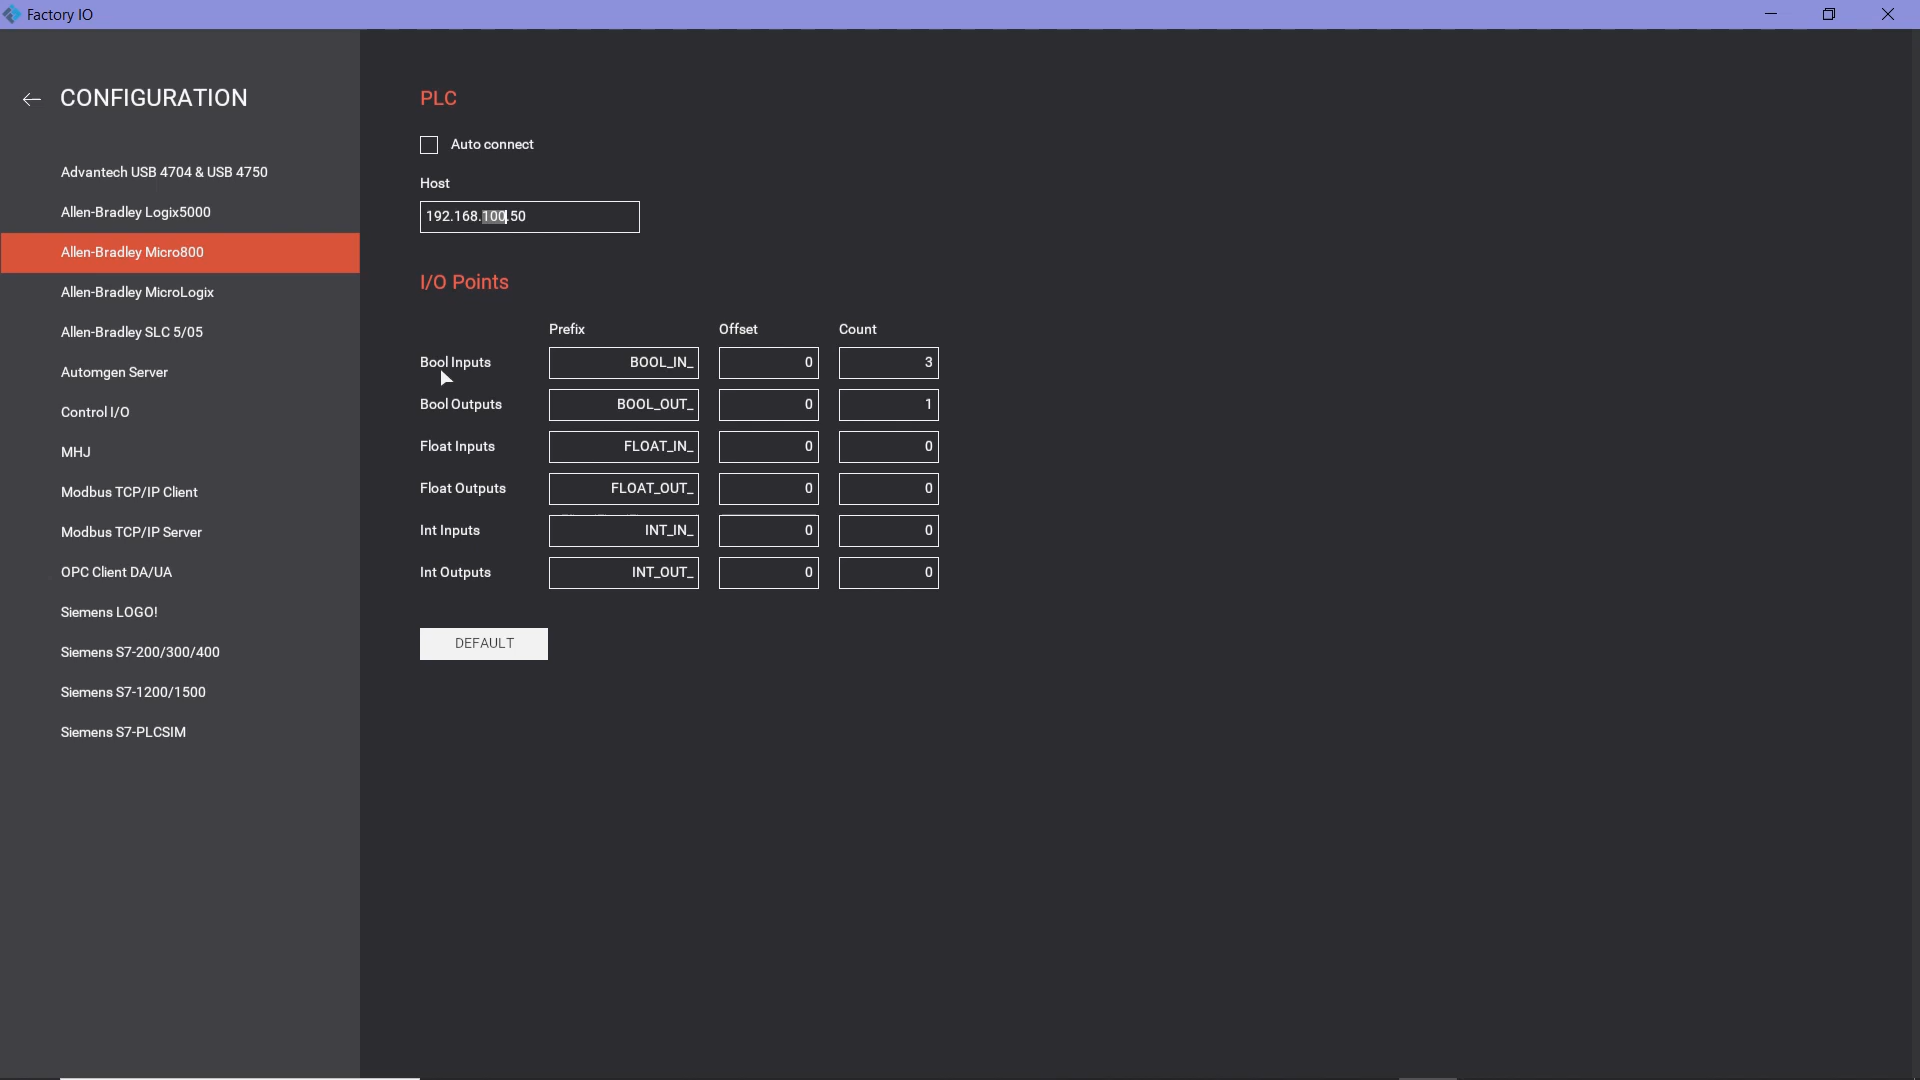 Factory IO
CONFIGURATION
Advantech USB 4704 & USB 4750
Allen-Bradley Logix5000
Allen-Bradley Micro800
Allen-Bradley MicroLogix
Allen-Bradley SLC 5/05
Automgen Server
Control I/O
MHJ
Modbus TCP/IP Client
Modbus TCP/IP Server
OPC Client DA/UA
Siemens LOGO!
Siemens S7-200/300/400
Siemens S7-1200/1500
Siemens S7-PLCSIM
PLC
Auto connect
Host
192.168.100.50
I/O Points
Prefix Offset Count
Bool Inputs BOOL_IN_ 0 3
Bool Outputs BOOL_OUT_ 0 1
Float Inputs FLOAT_IN_ 0 0
Float Outputs FLOAT_OUT_ 0 0
Int Inputs INT_IN_ 0 0
Int Outputs INT_OUT_ 0 0
DEFAULT